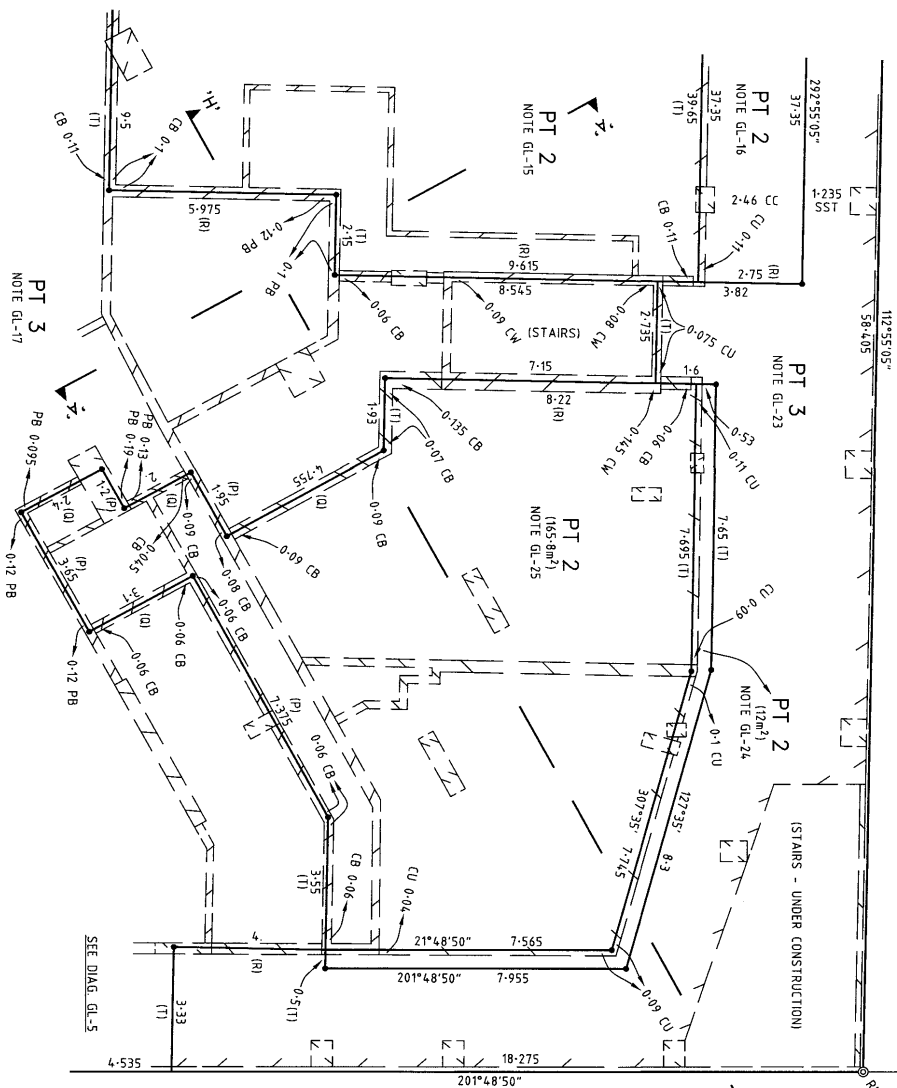 292°55'05"
37·35
112°55'05"
58·405
PT 2
NOTE GL-16
37·35
39·65
(T)
1·235
SST
2·46 CC
CU 0·11
CB 0·11
2·75 (R)
3·82
'A'
PT 2
NOTE GL-15
'H'
9·5
(T)
CB 0·1
CB 0·11
5·975
(R)
0·12 PB
0·1 PB
2·15
(T)
(R)
9·615
8·545
0·06 CB
0·09 CW
(STAIRS)
0·08 CW
2·735
(T)
0·075 CU
PT 3
NOTE GL-23
PT 3
NOTE GL-17
'A'
7·15
8·22
(R)
1·6
0·53
0·11 CU
0·06 CB
0·145 CW
1·93
(T)
0·135 CB
0·07 CB
0·09 CB
4·755
(Q)
0·09 CB
PT 2
(165·8m²)
NOTE GL-25
7·65 (T)
7·695 (T)
CU 0·09
PT 2
(12m²)
NOTE GL-24
0·1 CU
PB 0·095
PB 0·19
PB 0·13
1·2 (P)
2
(Q)
1·95
(P)
2·4
(Q)
0·09 CB
0·045
CB
0·08 CB
0·06 CB
0·12 PB
3·65
(P)
3·1
(Q)
0·06 CB
0·06 CB
0·12 PB
7·375
(P)
0·06 CB
127°35'
8·3
307°35'
7·745
(STAIRS - UNDER CONSTRUCTION)
3·55
(T)
CB 0·06
CU 0·04
21°48'50"
7·565
201°48'50"
7·955
0·09 CU
0·5(T)
4·
(R)
3·33
(T)
SEE DIAG. GL-5
4·535
18·275
201°48'50"